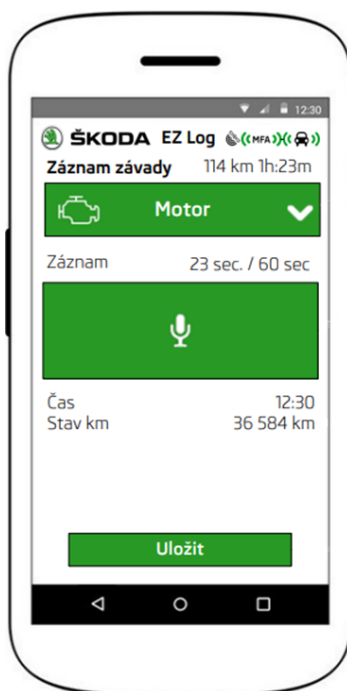 12:30
ŠKODA EZ Log ((MFA)) (( ))
Záznam závady 114 km 1h:23m
Motor
Záznam 23 sec. / 60 sec
Čas 12:30
Stav km 36 584 km
Uložit